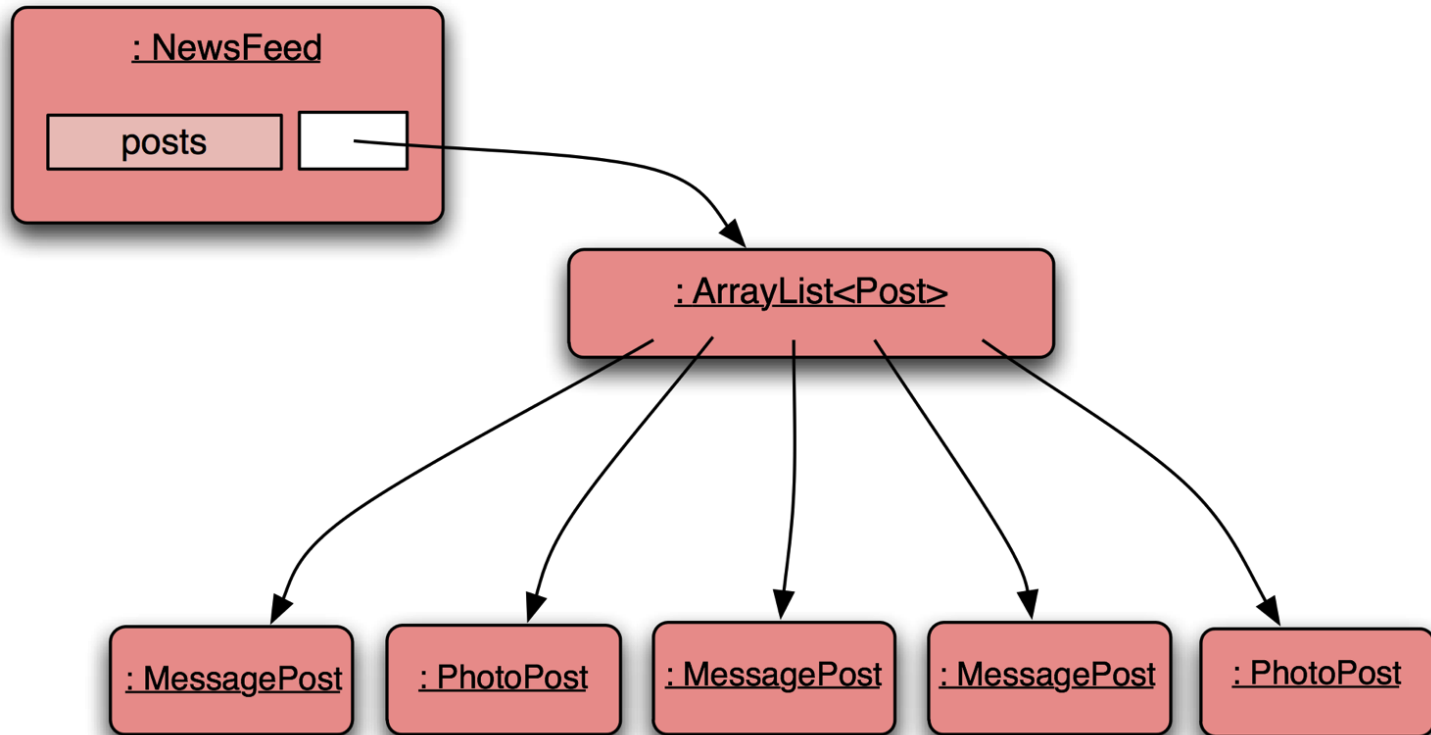 : NewsFeed
posts
: ArrayList<Post>
: MessagePost
: PhotoPost
: MessagePost
: MessagePost
: PhotoPost